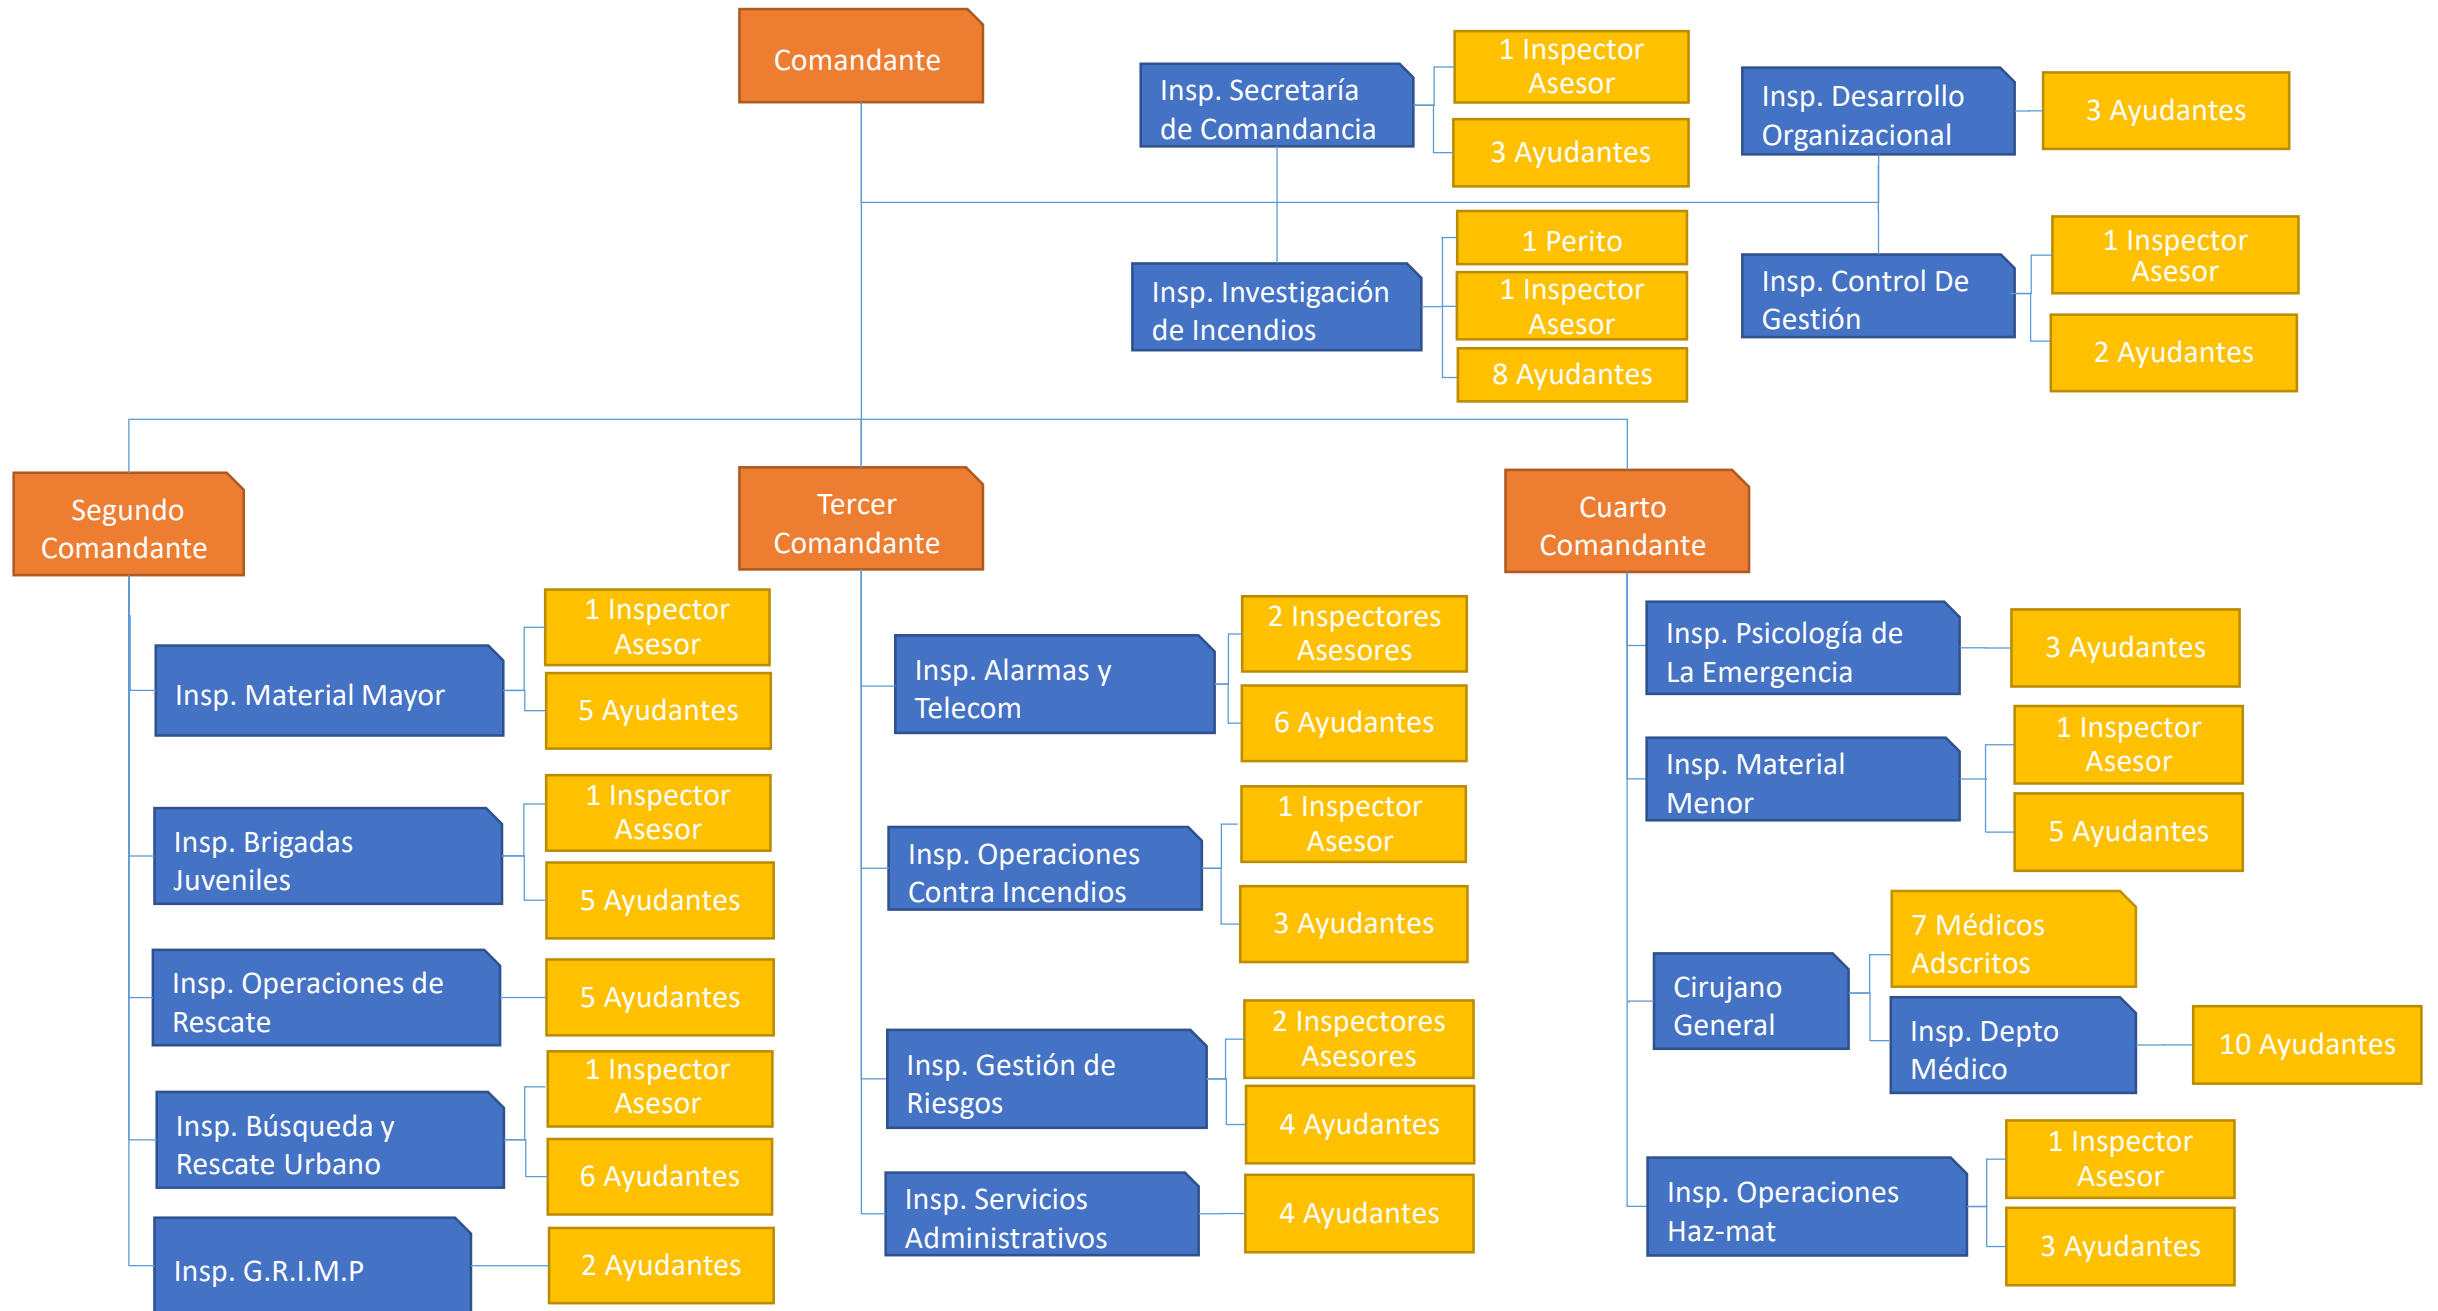 Comandante
Insp. Secretaría
de Comandancia
1 Inspector
Asesor
3 Ayudantes
Insp. Desarrollo
Organizacional
3 Ayudantes
Insp. Investigación
de Incendios
1 Perito
1 Inspector
Asesor
8 Ayudantes
Insp. Control De
Gestión
1 Inspector
Asesor
2 Ayudantes
Segundo
Comandante
Insp. Material Mayor
1 Inspector
Asesor
5 Ayudantes
Insp. Brigadas
Juveniles
1 Inspector
Asesor
5 Ayudantes
Insp. Operaciones de
Rescate
5 Ayudantes
Insp. Búsqueda y
Rescate Urbano
1 Inspector
Asesor
6 Ayudantes
Insp. G.R.I.M.P
2 Ayudantes
Tercer
Comandante
Insp. Alarmas y
Telecom
2 Inspectores
Asesores
6 Ayudantes
Insp. Operaciones
Contra Incendios
1 Inspector
Asesor
3 Ayudantes
Insp. Gestión de
Riesgos
2 Inspectores
Asesores
4 Ayudantes
Insp. Servicios
Administrativos
4 Ayudantes
Cuarto
Comandante
Insp. Psicología de
La Emergencia
3 Ayudantes
Insp. Material
Menor
1 Inspector
Asesor
5 Ayudantes
Cirujano
General
7 Médicos
Adscritos
Insp. Depto
Médico
10 Ayudantes
Insp. Operaciones
Haz-mat
1 Inspector
Asesor
3 Ayudantes